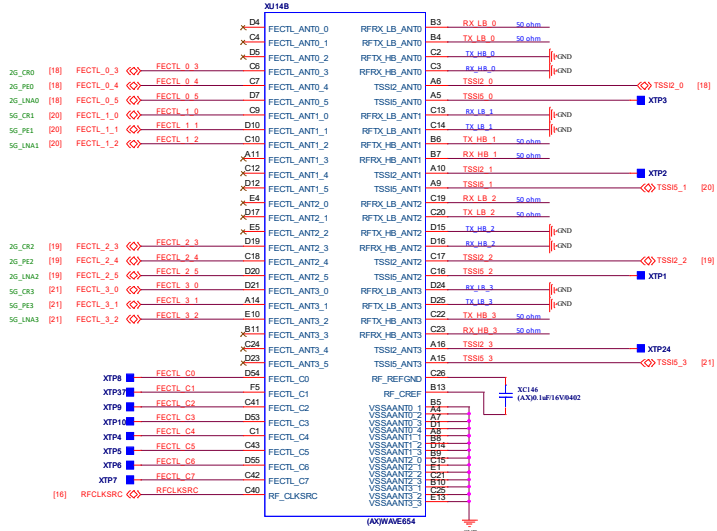 XU14B
D4 FECTL_ANT0_0 RFRX_LB_ANT0 B3 RX_LB_0 50 ohm
C4 FECTL_ANT0_1 RFTX_LB_ANT0 B4 TX_LB_0 50 ohm
D5 FECTL_ANT0_2 RFTX_HB_ANT0 C2 TX_HB_0 GND
2G_CR0 [18] FECTL_0_3 FECTL_0_3 C6 FECTL_ANT0_3 RFRX_HB_ANT0 C3 RX_HB_0 GND
2G_PE0 [18] FECTL_0_4 FECTL_0_4 C7 FECTL_ANT0_4 TSSI2_ANT0 A6 TSSI2_0 TSSI2_0 [18]
2G_LNA0 [18] FECTL_0_5 FECTL_0_5 D7 FECTL_ANT0_5 TSSI5_ANT0 A5 TSSI5_0 XTP3
5G_CR1 [20] FECTL_1_0 FECTL_1_0 C9 FECTL_ANT1_0 RFRX_LB_ANT1 C13 RX_LB_1 GND
5G_PE1 [20] FECTL_1_1 FECTL_1_1 D10 FECTL_ANT1_1 RFTX_LB_ANT1 C14 TX_LB_1 GND
5G_LNA1 [20] FECTL_1_2 FECTL_1_2 C10 FECTL_ANT1_2 RFTX_HB_ANT1 B6 TX_HB_1 50 ohm
A11 FECTL_ANT1_3 RFRX_HB_ANT1 B7 RX_HB_1 50 ohm
C12 FECTL_ANT1_4 TSSI2_ANT1 A10 TSSI2_1 XTP2
D12 FECTL_ANT1_5 TSSI5_ANT1 A9 TSSI5_1 TSSI5_1 [20]
E4 FECTL_ANT2_0 RFRX_LB_ANT2 C19 RX_LB_2 50 ohm
D17 FECTL_ANT2_1 RFTX_LB_ANT2 C20 TX_LB_2 50 ohm
E5 FECTL_ANT2_2 RFTX_HB_ANT2 D15 TX_HB_2 GND
2G_CR2 [19] FECTL_2_3 FECTL_2_3 D19 FECTL_ANT2_3 RFRX_HB_ANT2 D16 RX_HB_2 GND
2G_PE2 [19] FECTL_2_4 FECTL_2_4 C18 FECTL_ANT2_4 TSSI2_ANT2 C17 TSSI2_2 TSSI2_2 [19]
2G_LNA2 [19] FECTL_2_5 FECTL_2_5 D20 FECTL_ANT2_5 TSSI5_ANT2 C16 TSSI5_2 XTP1
5G_CR3 [21] FECTL_3_0 FECTL_3_0 D21 FECTL_ANT3_0 RFRX_LB_ANT3 D24 RX_LB_3 GND
5G_PE3 [21] FECTL_3_1 FECTL_3_1 A14 FECTL_ANT3_1 RFTX_LB_ANT3 D25 TX_LB_3 GND
5G_LNA3 [21] FECTL_3_2 FECTL_3_2 E10 FECTL_ANT3_2 RFTX_HB_ANT3 C22 TX_HB_3 50 ohm
B11 FECTL_ANT3_3 RFRX_HB_ANT3 C23 RX_HB_3 50 ohm
C24 FECTL_ANT3_4 TSSI2_ANT3 A16 TSSI2_3 XTP24
D23 FECTL_ANT3_5 TSSI5_ANT3 A15 TSSI5_3 TSSI5_3 [21]
XTP8 FECTL_C0 D54 FECTL_C0 RF_REFGND C26
XTP37 FECTL_C1 F5 FECTL_C1 RF_CREF B13
XC146
(AX)0.1uF/16V/0402
XTP9 FECTL_C2 C41 FECTL_C2
XTP10 FECTL_C3 D53 FECTL_C3
XTP4 FECTL_C4 C1 FECTL_C4
XTP5 FECTL_C5 C43 FECTL_C5
XTP6 FECTL_C6 D55 FECTL_C6
XTP7 FECTL_C7 C42 FECTL_C7
[16] RFCLKSRC RFCLKSRC C40 RF_CLKSRC
VSSAANT0_1 B5
VSSAANT0_2 A4
VSSAANT0_3 A7
VSSAANT0_4 D1
VSSAANT1_1 A8
VSSAANT1_2 B8
VSSAANT1_3 D14
VSSAANT2_0 B9
VSSAANT2_1 C15
VSSAANT2_2 E1
VSSAANT2_3 C21
VSSAANT3_1 B10
VSSAANT3_2 C25
VSSAANT3_3 E13
(AX)WAVE654